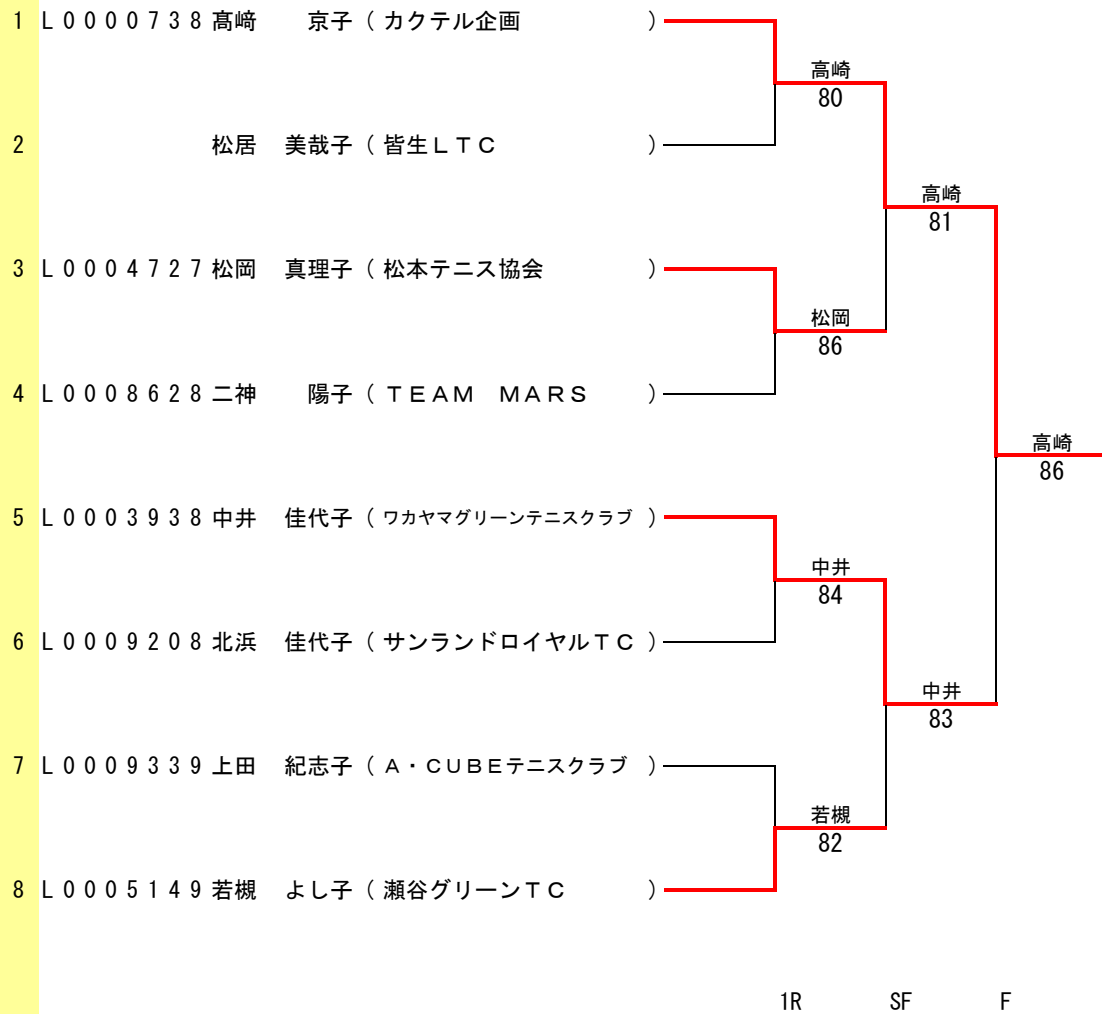 1 L0000738 髙﨑 京子（カクテル企画）
高崎
80
2 松居 美哉子（皆生ＬＴＣ）
高崎
81
3 L0004727 松岡 真理子（松本テニス協会）
松岡
86
4 L0008628 二神 陽子（ＴＥＡＭ ＭＡＲＳ）
高崎
86
5 L0003938 中井 佳代子（ワカヤマグリーンテニスクラブ）
中井
84
6 L0009208 北浜 佳代子（サンランドロイヤルＴＣ）
中井
83
7 L0009339 上田 紀志子（Ａ・ＣＵＢＥテニスクラブ）
若槻
82
8 L0005149 若槻 よし子（瀬谷グリーンＴＣ）
1R SF F